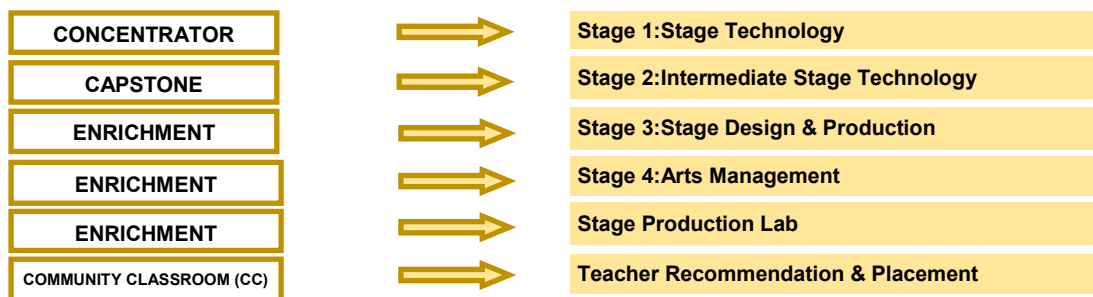 CONCENTRATOR
Stage 1:Stage Technology
CAPSTONE
Stage 2:Intermediate Stage Technology
ENRICHMENT
Stage 3:Stage Design & Production
ENRICHMENT
Stage 4:Arts Management
ENRICHMENT
Stage Production Lab
COMMUNITY CLASSROOM (CC)
Teacher Recommendation & Placement